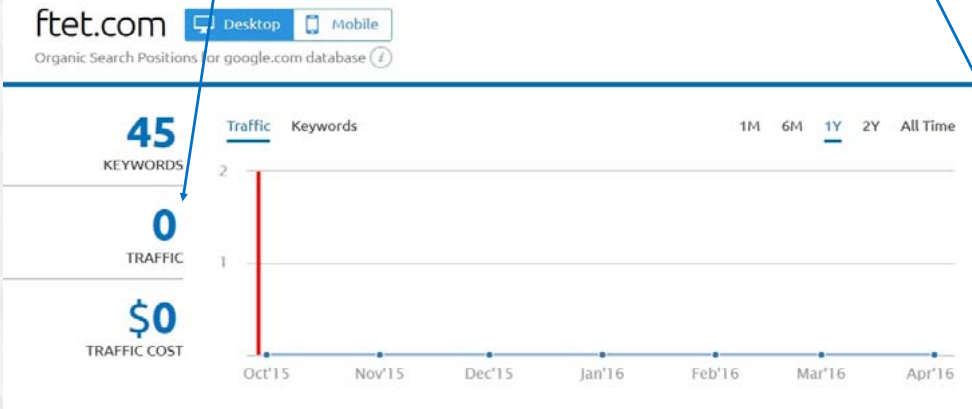 ftet.com Desktop Mobile
Organic Search Positions for google.com database i
45
KEYWORDS
0
TRAFFIC
$0
TRAFFIC COST
Traffic Keywords 1M 6M 1Y 2Y All Time
2
1
Oct'15 Nov'15 Dec'15 Jan'16 Feb'16 Mar'16 Apr'16